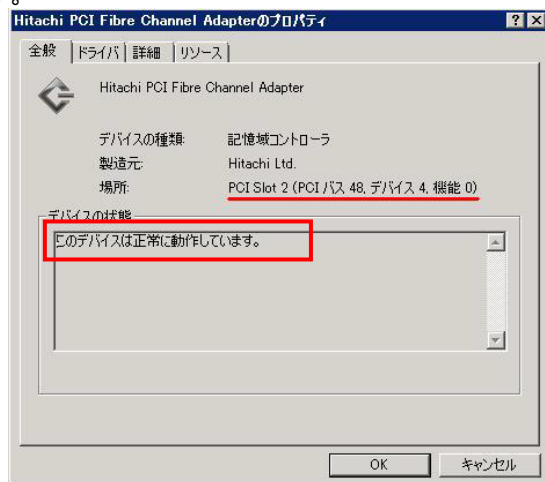 。
Hitachi PCI Fibre Channel Adapterのプロパティ
全般 ドライバ 詳細 リソース
Hitachi PCI Fibre Channel Adapter
デバイスの種類: 記憶域コントローラ
製造元: Hitachi Ltd.
場所: PCI Slot 2 (PCI バス 48, デバイス 4, 機能 0)
デバイスの状態
このデバイスは正常に動作しています。
OK キャンセル